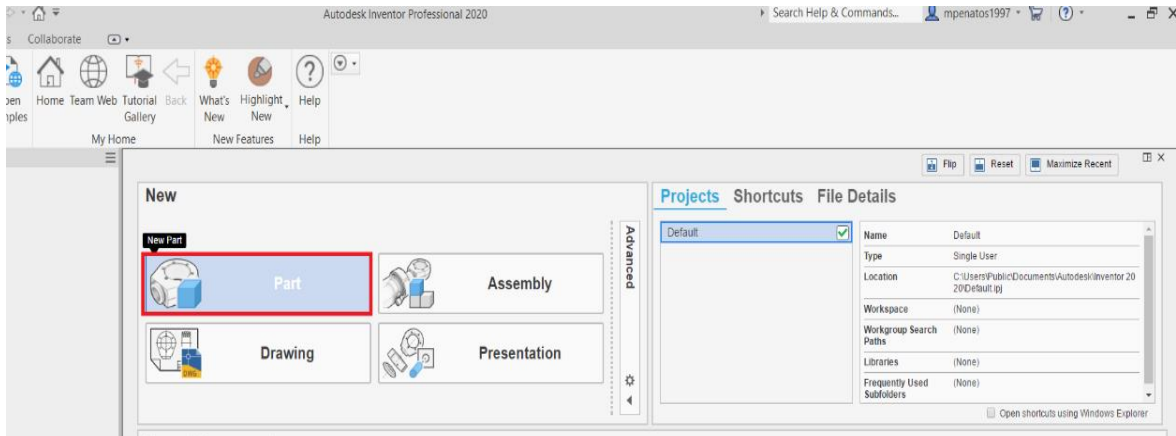 Autodesk Inventor Professional 2020
Search Help & Commands...
mpenatos1997
s Collaborate
Home Team Web Tutorial Gallery Back
What's New Highlight New Help
My Home New Features Help
Flip Reset Maximize Recent
New
New Part
Part
Assembly
Drawing
DWG
Presentation
Advanced
Projects Shortcuts File Details
Default
Name Default
Type Single User
Location C:\Users\Public\Documents\Autodesk\Inventor 20
20\Default.ipj
Workspace (None)
Workgroup Search (None)
Paths
Libraries (None)
Frequently Used (None)
Subfolders
Open shortcuts using Windows Explorer